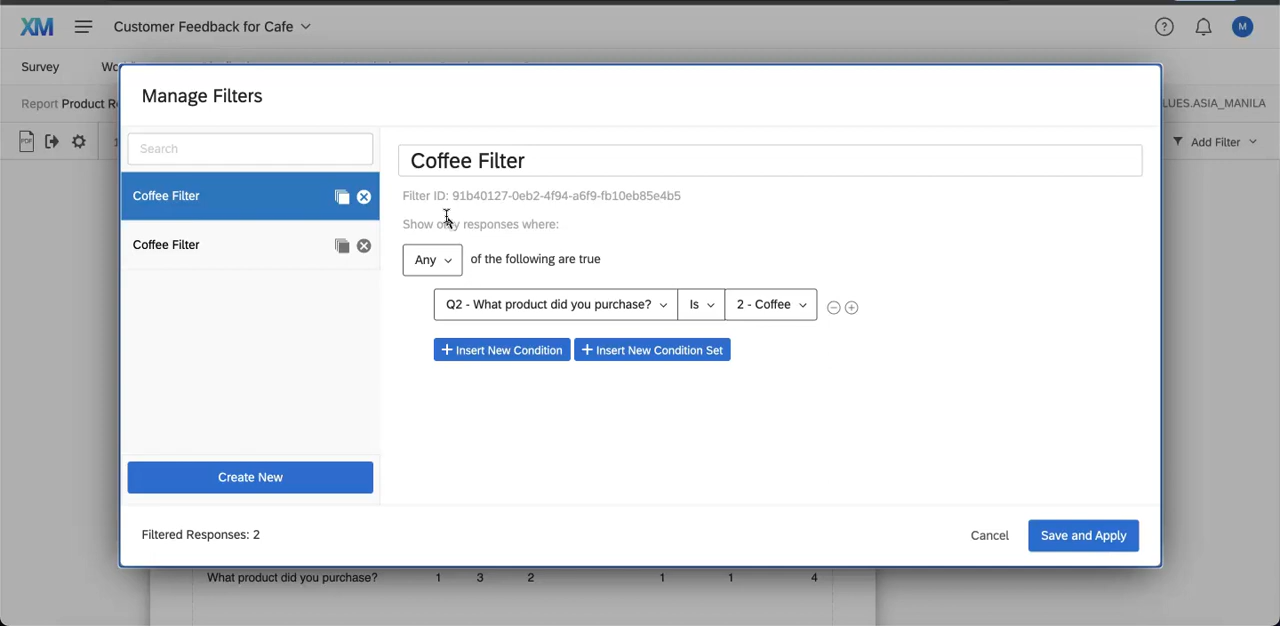 XM
Customer Feedback for Cafe
M
Survey
Report Product R
LUES.ASIA_MANILA
PDF
Add Filter
Manage Filters
Search
Coffee Filter
Coffee Filter
Create New
Coffee Filter
Filter ID: 91b40127-0eb2-4f94-a6f9-fb10eb85e4b5
Show only responses where:
Any of the following are true
Q2 - What product did you purchase? Is 2 - Coffee
+ Insert New Condition + Insert New Condition Set
Filtered Responses: 2
Cancel Save and Apply
What product did you purchase? 1 3 2 1 1 4